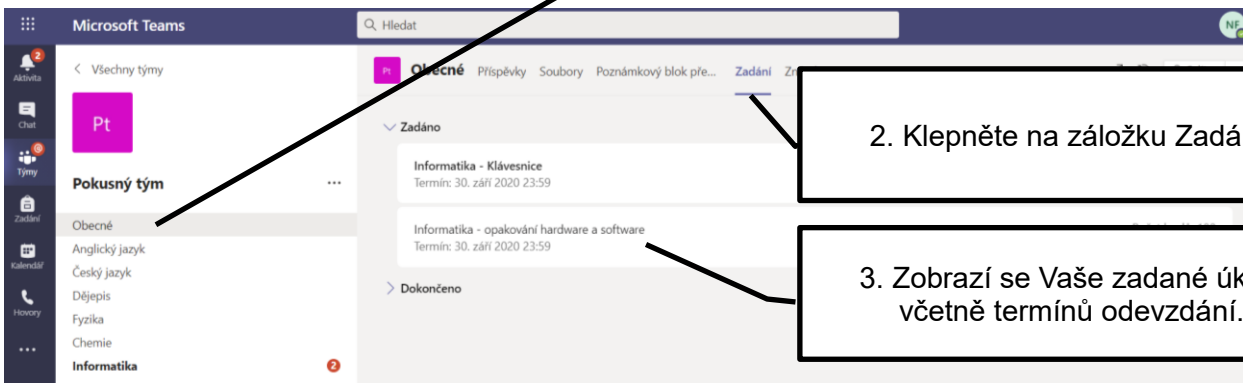 Microsoft Teams
Hledat
NF
2
Aktivita
Chat
Týmy
Zadání
Kalendář
Hovory
...
Všechny týmy
Pt
Pokusný tým
...
Obecné
Anglický jazyk
Český jazyk
Dějepis
Fyzika
Chemie
Informatika 2
Pt Obecné Příspěvky Soubory Poznámkový blok pře... Zadání
Zadáno
Informatika - Klávesnice
Termín: 30. září 2020 23:59
Informatika - opakování hardware a software
Termín: 30. září 2020 23:59
Dokončeno
2. Klepněte na záložku Zadá
3. Zobrazí se Vaše zadané úk
včetně termínů odevzdání.